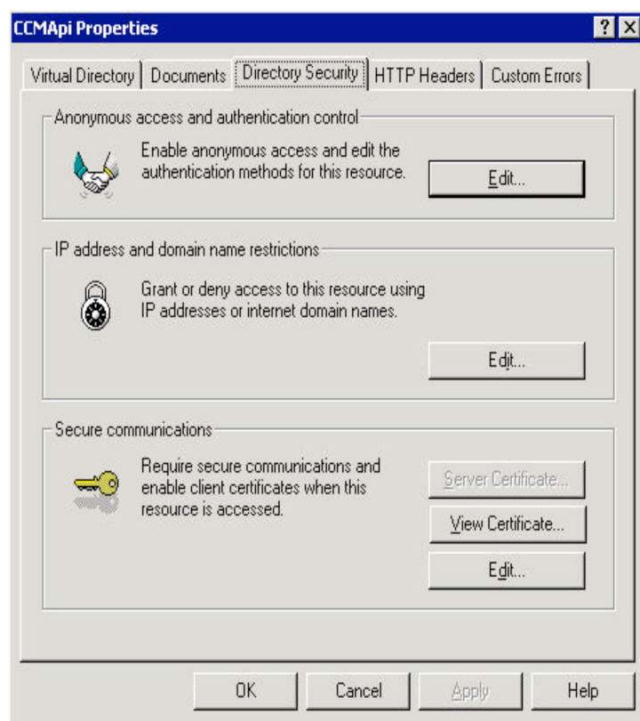 CCMApi Properties
Virtual Directory Documents Directory Security HTTP Headers Custom Errors
Anonymous access and authentication control
Enable anonymous access and edit the
authentication methods for this resource.
Edit...
IP address and domain name restrictions
Grant or deny access to this resource using
IP addresses or internet domain names.
Edit...
Secure communications
Require secure communications and
enable client certificates when this
resource is accessed.
Server Certificate...
View Certificate...
Edit...
OK Cancel Apply Help